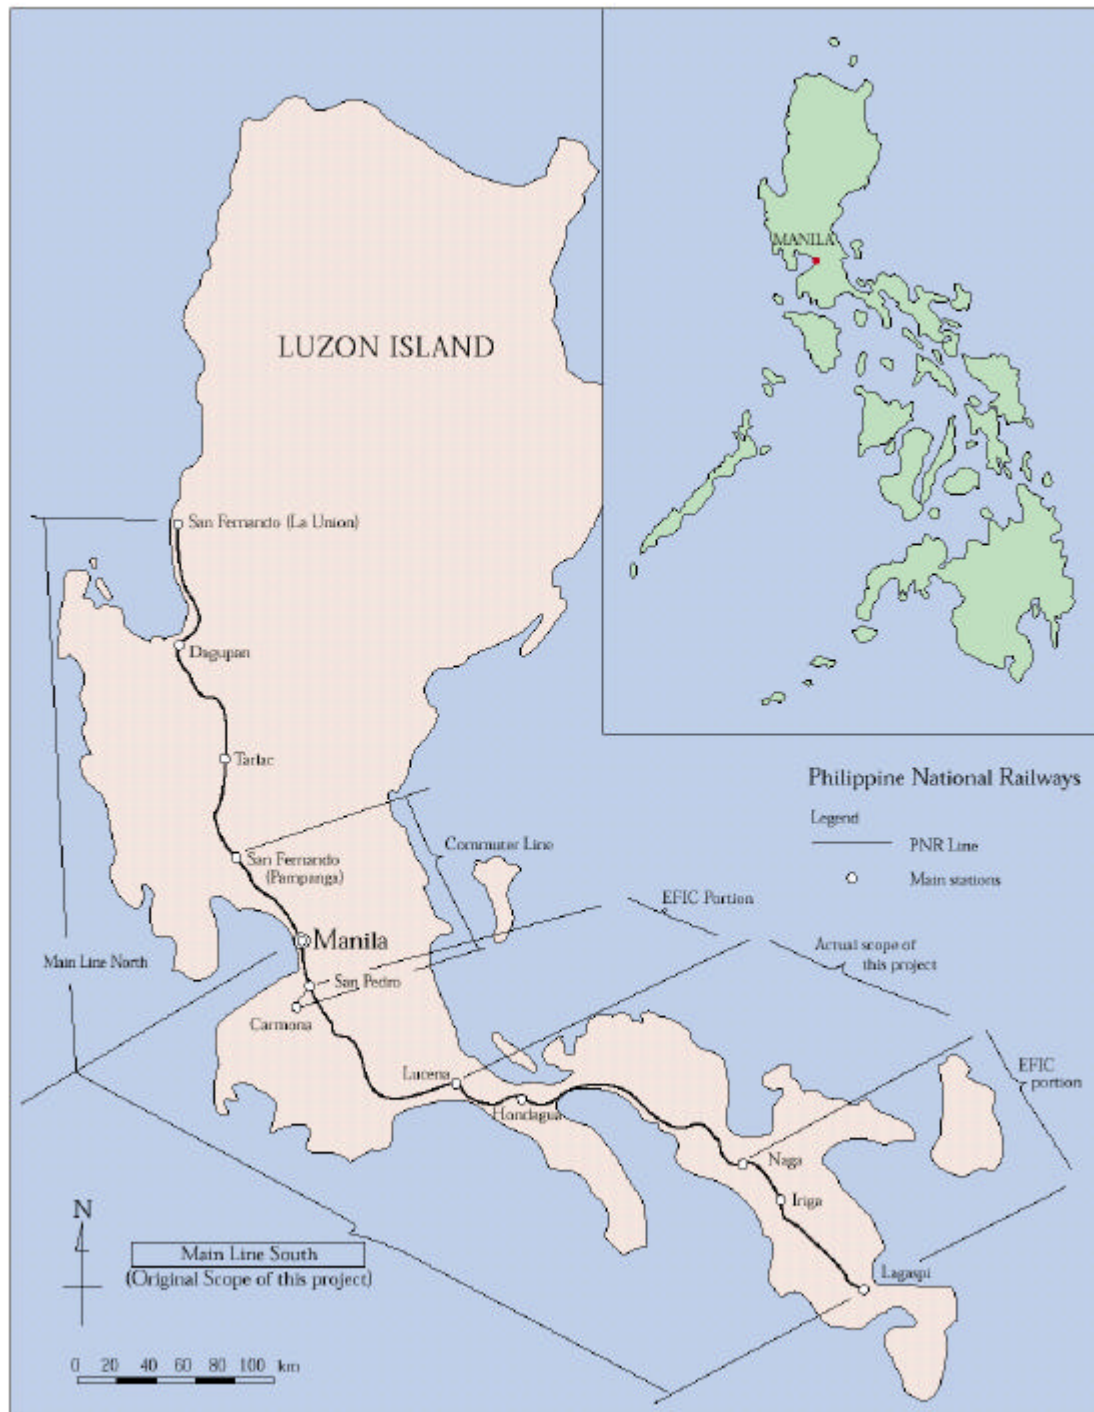 MANILA
LUZON ISLAND
San Fernando (La Union)
Dagupan
Tarlac
Philippine National Railways
Legend
PNR Line
Main stations
Commuter Line
San Fernando
(Pampanga)
EFIC Portion
Manila
Actual scope of
this project
Main Line North
San Pedro
Carmona
Lucena
Hondagua
EFIC
portion
Naga
Iriga
N
Main Line South
(Original Scope of this project)
Lagaspi
0 20 40 60 80 100 km